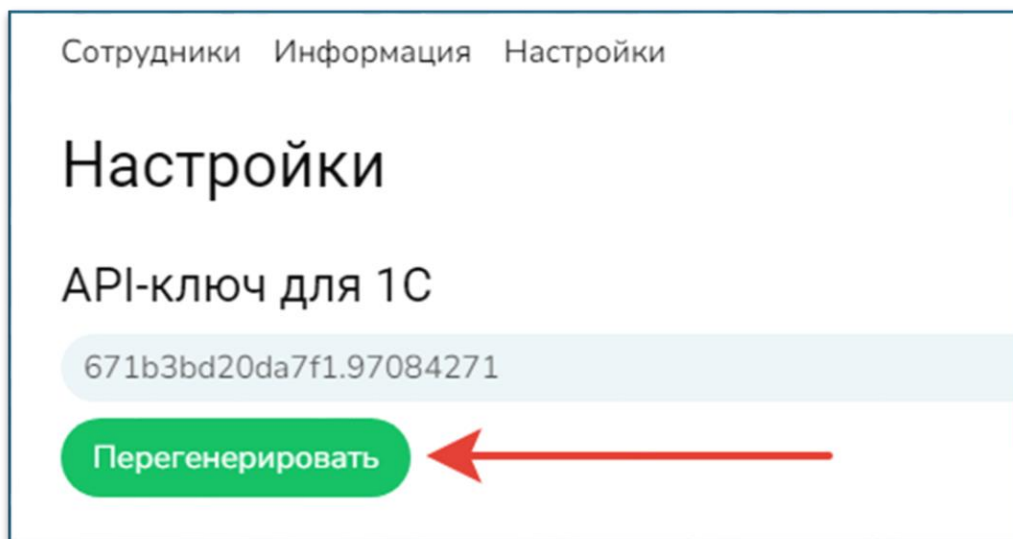 Сотрудники Информация Настройки
Настройки
API-ключ для 1С
671b3bd20da7f1.97084271
Перегенерировать